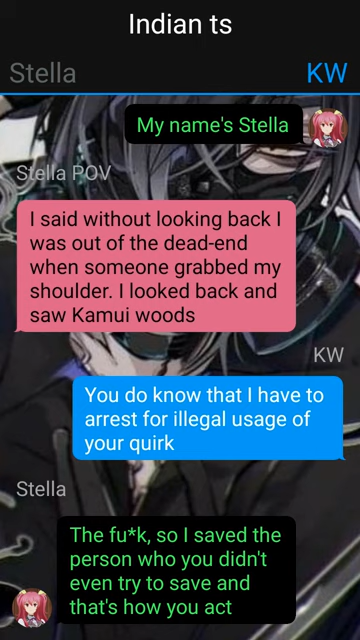 Indian ts
Stella
KW
My name's Stella
Stella POV
I said without looking back I
was out of the dead-end
when someone grabbed my
shoulder. I looked back and
saw Kamui woods
KW
You do know that I have to
arrest for illegal usage of
your quirk
Stella
The fu*k, so I saved the
person who you didn't
even try to save and
that's how you act